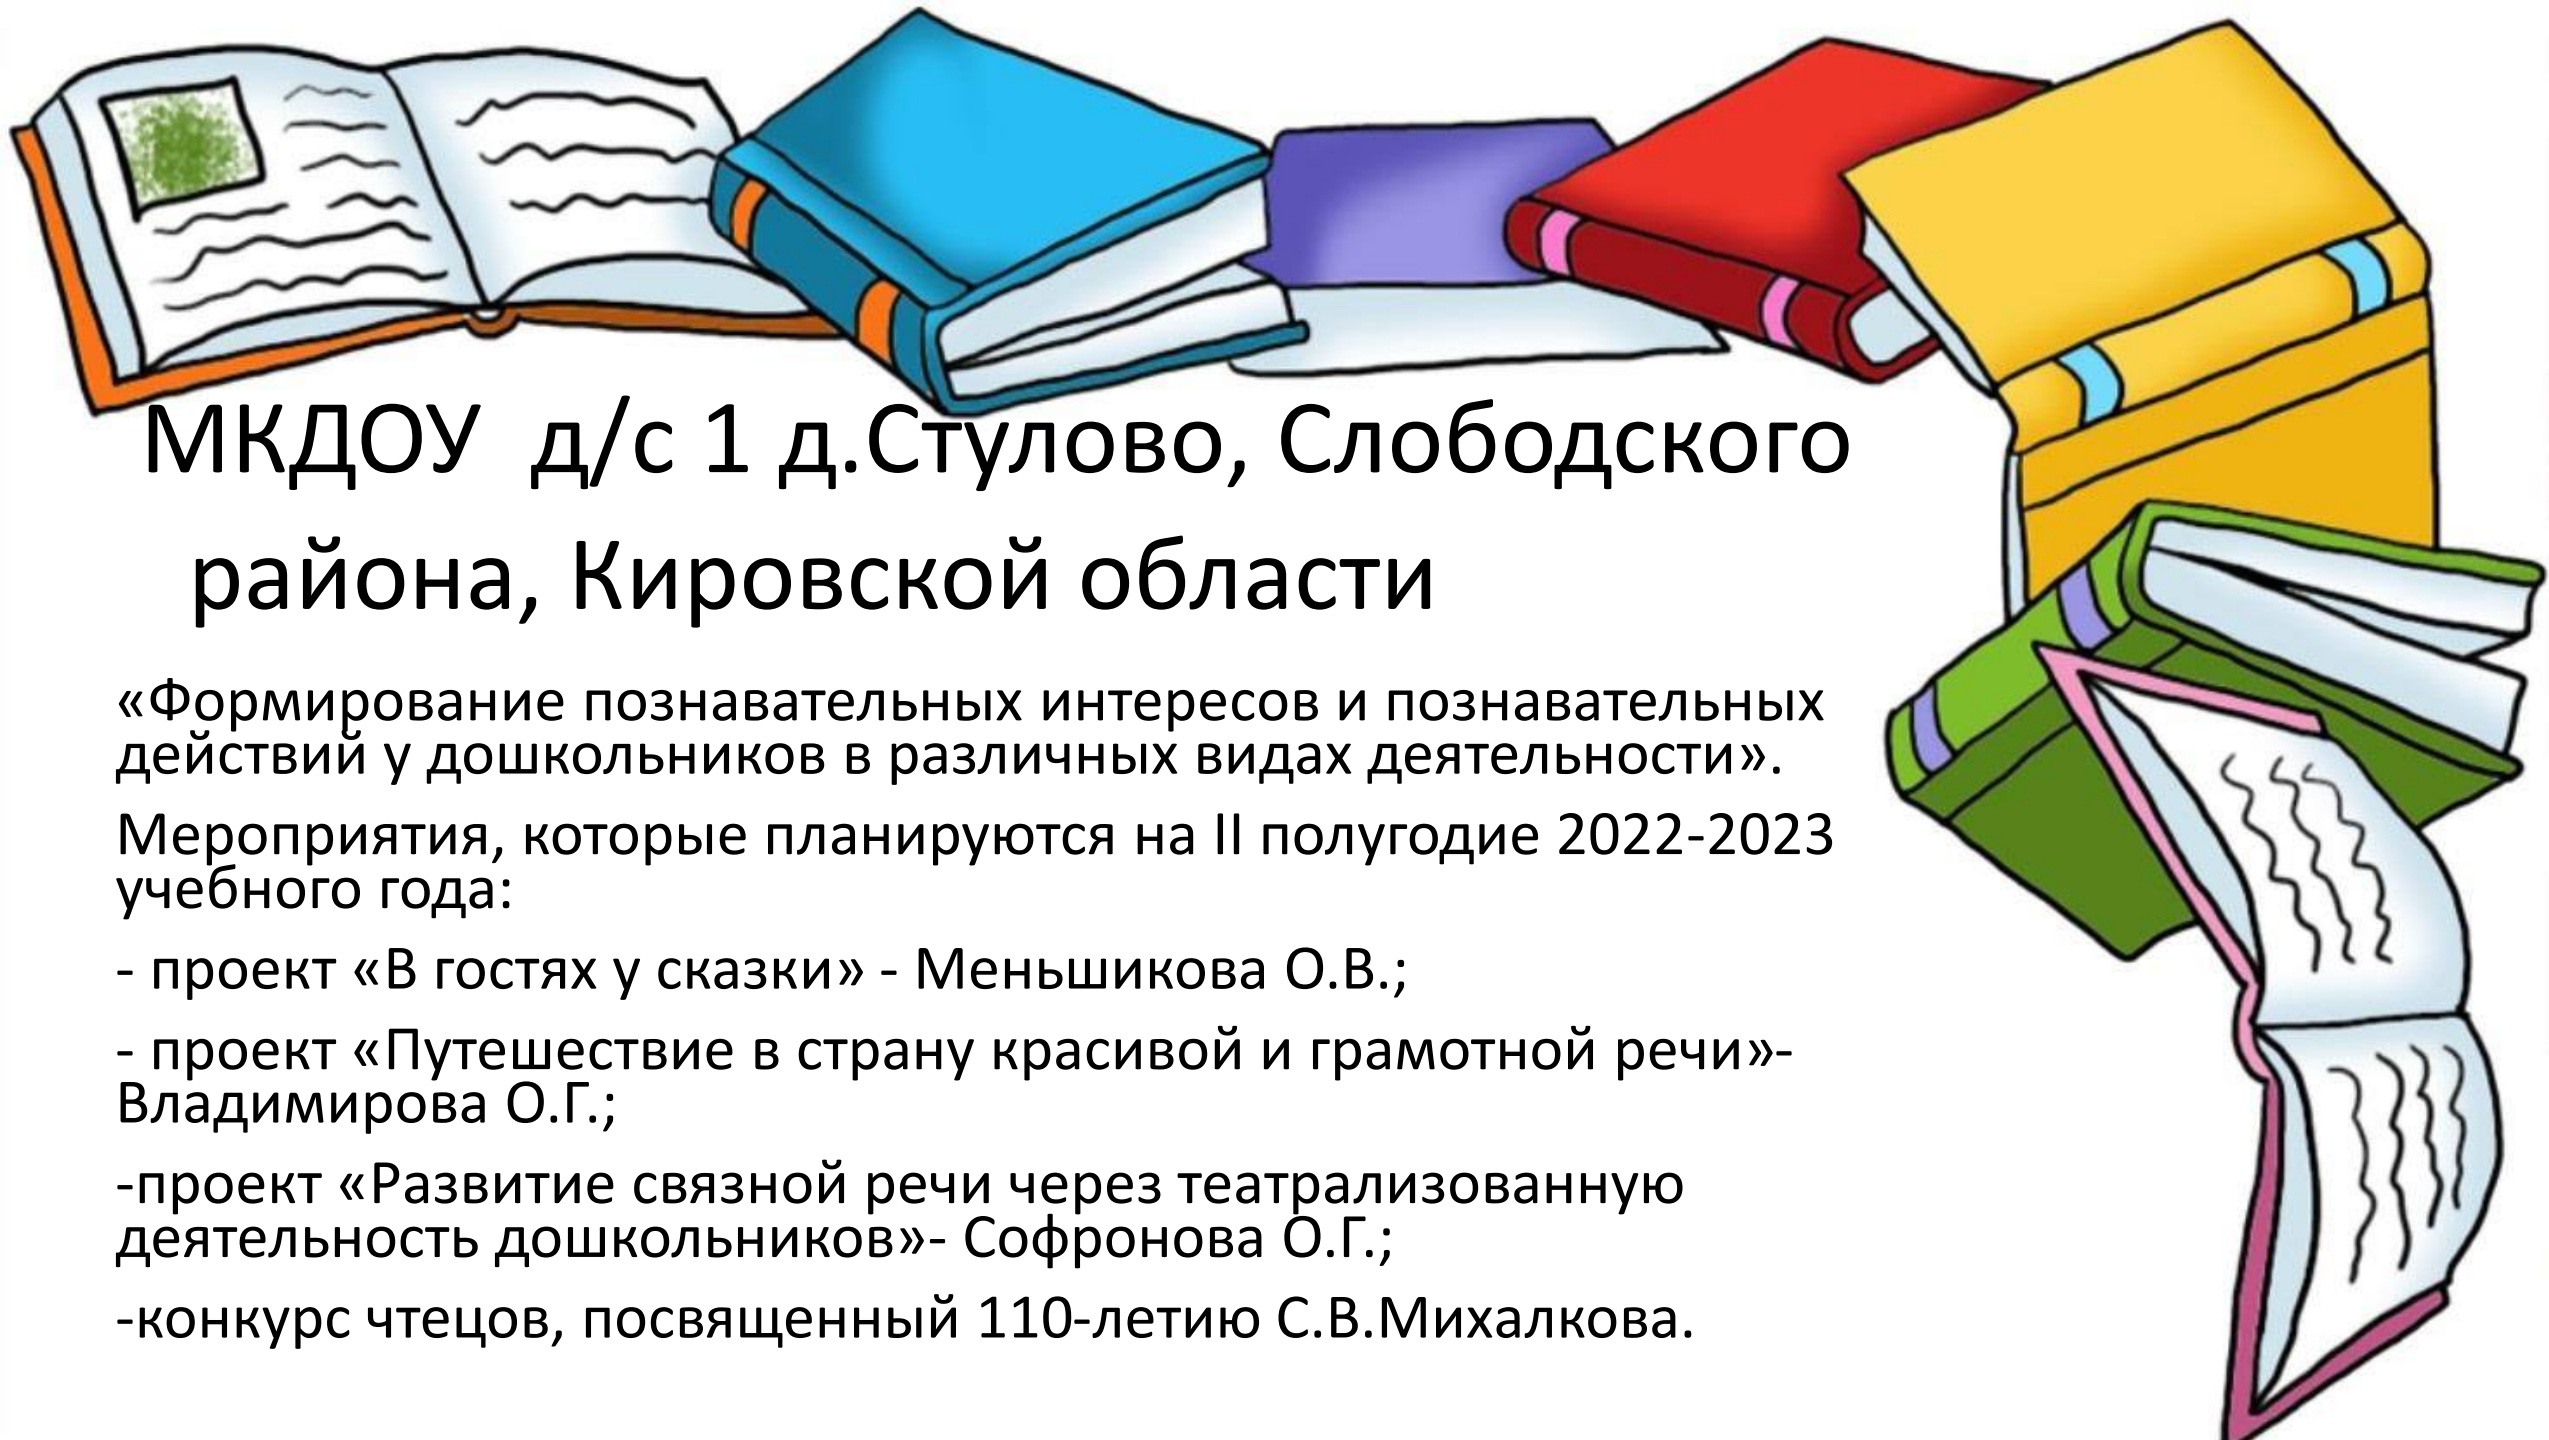 МКДОУ  д/с 1 д.Стулово, Слободского
района, Кировской области
«Формирование познавательных интересов и познавательных
действий у дошкольников в различных видах деятельности».
Мероприятия, которые планируются на II полугодие 2022-2023
учебного года:
- проект «В гостях у сказки» - Меньшикова О.В.;
- проект «Путешествие в страну красивой и грамотной речи»-
Владимирова О.Г.;
-проект «Развитие связной речи через театрализованную
деятельность дошкольников»- Софронова О.Г.;
-конкурс чтецов, посвященный 110-летию С.В.Михалкова.